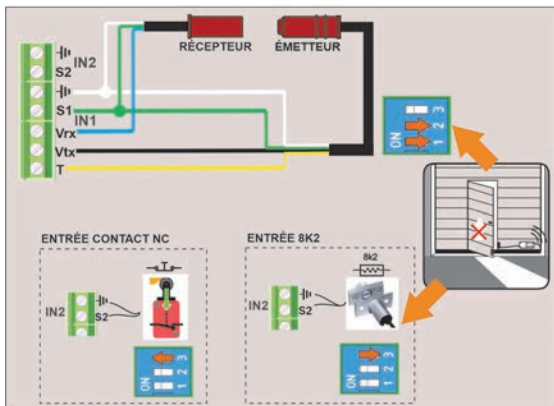 RÉCEPTEUR
ÉMETTEUR
IN2
S2
S1
IN1
Vrx
Vtx
T
ON
1 2 3
ENTRÉE CONTACT NC
IN2
S2
ON
1 2 3
ENTRÉE 8K2
8k2
IN2
S2
ON
1 2 3